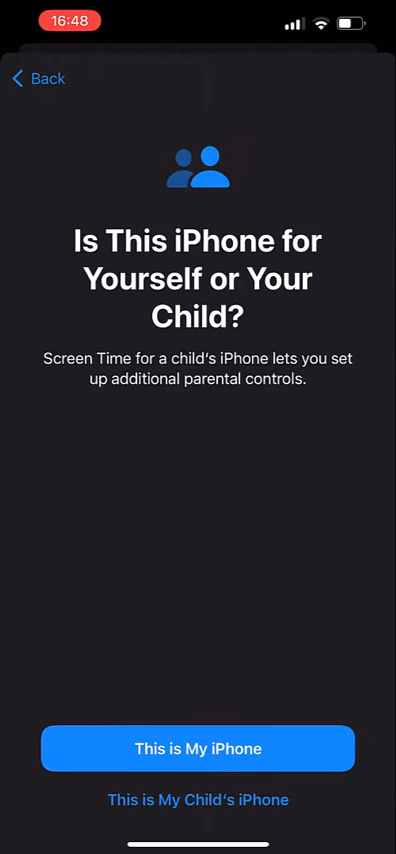 16:48
Back
Is This iPhone for
Yourself or Your
Child?
Screen Time for a child's iPhone lets you set
up additional parental controls.
This is My iPhone
This is My Child's iPhone